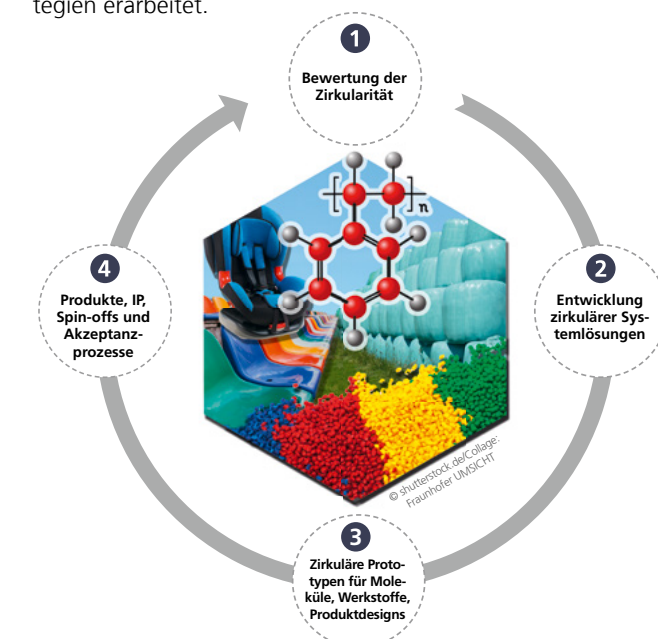 tegien erarbeitet.
1
Bewertung der
Zirkularität
n
4
Produkte, IP,
Spin-offs und
Akzeptanz-
prozesse
2
Entwicklung
zirkulärer Sys-
temlösungen
© shutterstock.de/Collage:
Fraunhofer UMSICHT
3
Zirkuläre Proto-
typen für Mole-
küle, Werkstoffe,
Produktdesigns